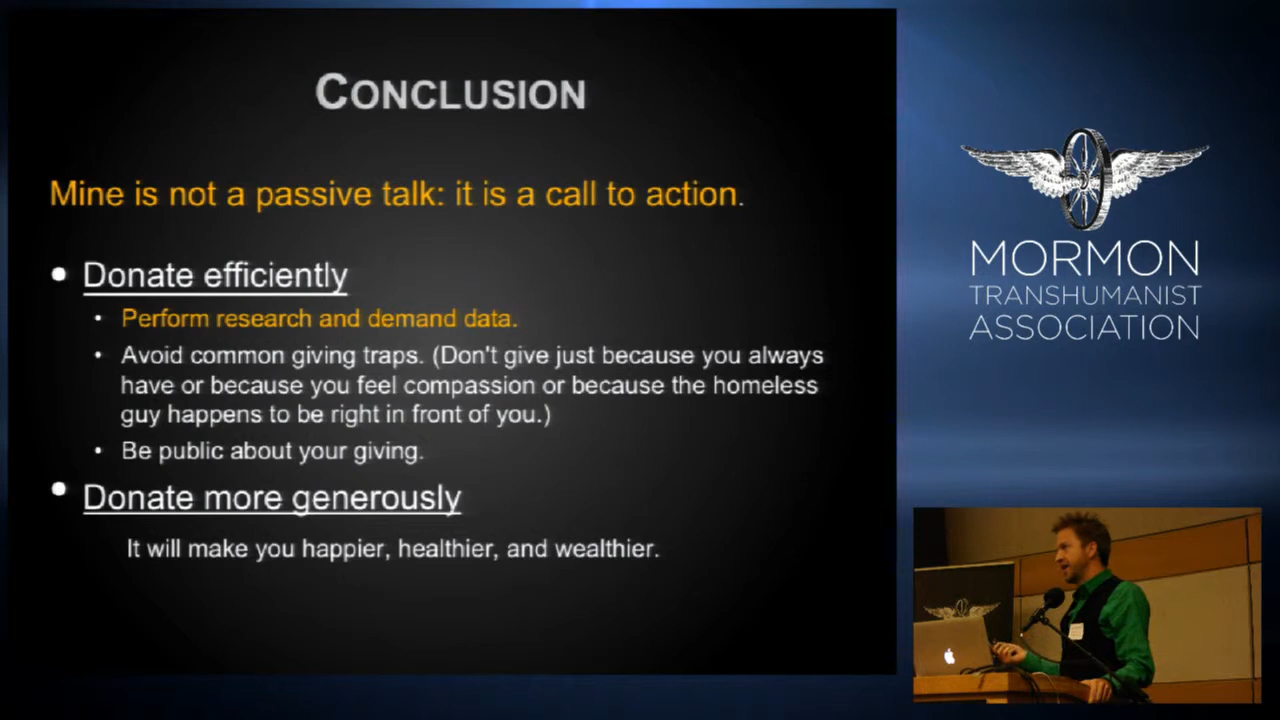 CONCLUSION
Mine is not a passive talk: it is a call to action.
• Donate efficiently
• Perform research and demand data.
• Avoid common giving traps. (Don't give just because you always
have or because you feel compassion or because the homeless
guy happens to be right in front of you.)
• Be public about your giving.
• Donate more generously
It will make you happier, healthier, and wealthier.
MORMON
TRANSHUMANIST
ASSOCIATION